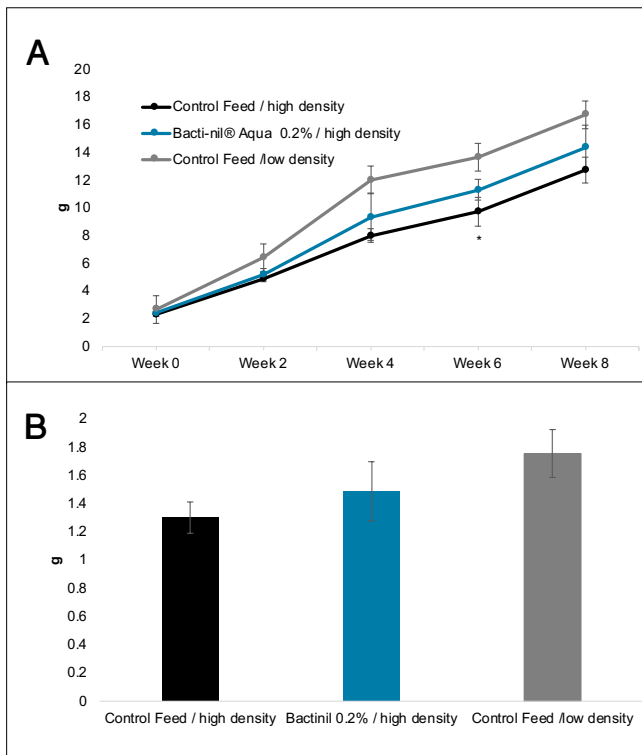 A
20
18
16
14
12
10
8
6
4
2
0
g
Control Feed / high density
Bacti-nil® Aqua 0.2% / high density
Control Feed /low density
*
Week 0 Week 2 Week 4 Week 6 Week 8
B
2
1.8
1.6
1.4
1.2
1
0.8
0.6
0.4
0.2
0
g
Control Feed / high density Bactinil 0.2% / high density Control Feed /low density